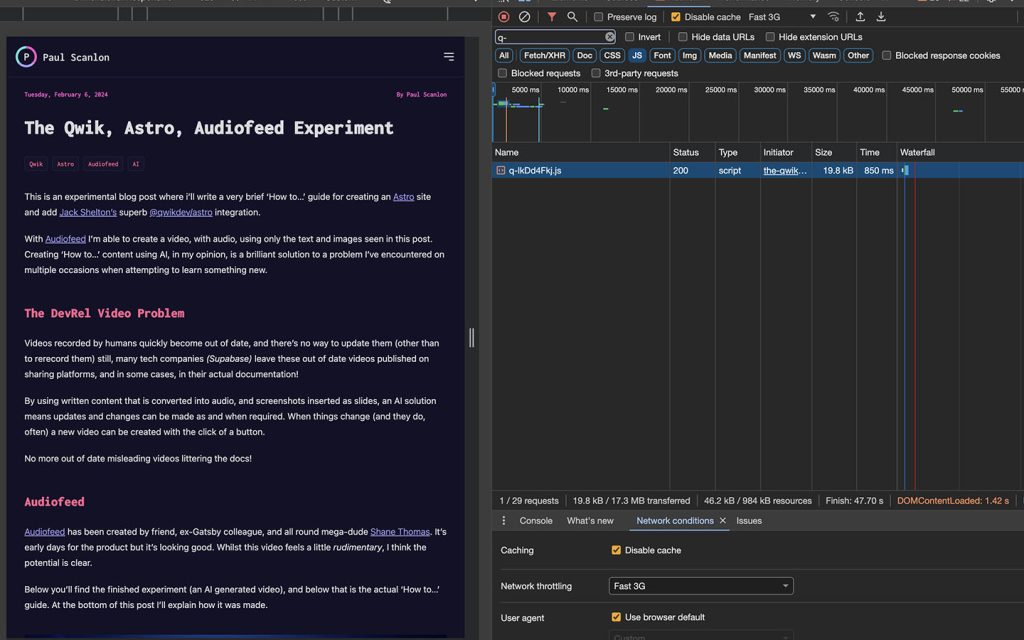 P Paul Scanlon
Tuesday, February 6, 2024
By Paul Scanlon
The Qwik, Astro, Audiofeed Experiment
Qwik Astro Audiofeed AI
This is an experimental blog post where i'll write a very brief ‘How to…’ guide for creating an Astro site
and add Jack Shelton's superb @qwikdev/astro integration.
With Audiofeed I'm able to create a video, with audio, using only the text and images seen in this post.
Creating ‘How to…’ content using AI, in my opinion, is a brilliant solution to a problem I've encountered on
multiple occasions when attempting to learn something new.
The DevRel Video Problem
Videos recorded by humans quickly become out of date, and there's no way to update them (other than
to rerecord them) still, many tech companies (Supabase) leave these out of date videos published on
sharing platforms, and in some cases, in their actual documentation!
By using written content that is converted into audio, and screenshots inserted as slides, an AI solution
means updates and changes can be made as and when required. When things change (and they do,
often) a new video can be created with the click of a button.
No more out of date misleading videos littering the docs!
Audiofeed
Audiofeed has been created by friend, ex-Gatsby colleague, and all round mega-dude Shane Thomas. It's
early days for the product but it's looking good. Whilst this video feels a little rudimentary, I think the
potential is clear.
Below you'll find the finished experiment (an AI generated video), and below that is the actual ‘How to…’
guide. At the bottom of this post I'll explain how it was made.
Preserve log Disable cache Fast 3G
q- Invert Hide data URLs Hide extension URLs
All Fetch/XHR Doc CSS JS Font Img Media Manifest WS Wasm Other Blocked response cookies
Blocked requests 3rd-party requests
5000 ms 10000 ms 15000 ms 20000 ms 25000 ms 30000 ms 35000 ms 40000 ms 45000 ms 50000 ms 5500
Name Status Type Initiator Size Time Waterfall
q-IkDd4Fkj.js 200 script the-qwik… 19.8 kB 850 ms
1 / 29 requests 19.8 kB / 17.3 MB transferred 46.2 kB / 984 kB resources Finish: 47.70 s DOMContentLoaded: 1.42 s
Console What's new Network conditions Issues
Caching Disable cache
Network throttling Fast 3G
User agent Use browser default
Custom...